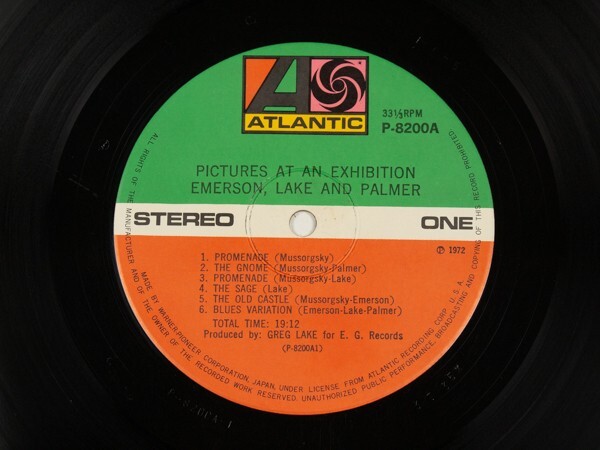 ATLANTIC
33⅓RPM
P-8200A
PICTURES AT AN EXHIBITION
EMERSON, LAKE AND PALMER
STEREO
ONE
Ⓟ 1972
1. PROMENADE (Mussorgsky)
2. THE GNOME (Mussorgsky-Palmer)
3. PROMENADE (Mussorgsky-Lake)
4. THE SAGE (Lake)
5. THE OLD CASTLE (Mussorgsky-Emerson)
6. BLUES VARIATION (Emerson-Lake-Palmer)
TOTAL TIME: 19:12
Produced by: GREG LAKE for E. G. Records
(P-8200A1)
MADE BY WARNER-PIONEER CORPORATION, JAPAN, UNDER LICENSE FROM ATLANTIC RECORDING CORP. U.S.A.
ALL RIGHTS OF THE MANUFACTURER AND OF THE OWNER OF THE RECORDED WORK RESERVED. UNAUTHORIZED PUBLIC PERFORMANCE, BROADCASTING AND COPYING OF THIS RECORD PROHIBITED.